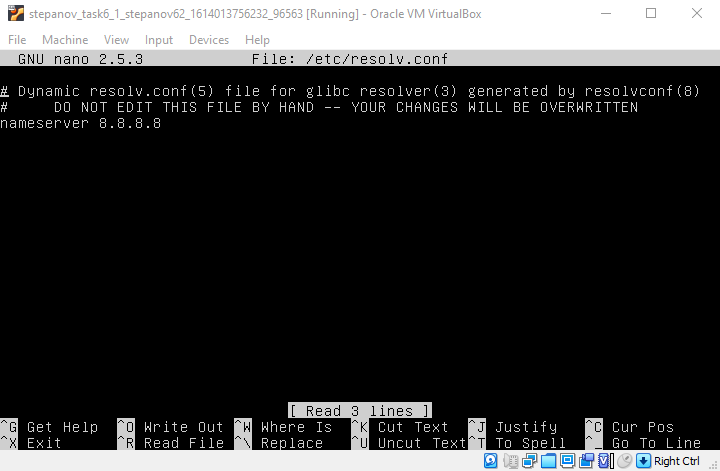 stepanov_task6_1_stepanov62_1614013756232_96563 [Running] - Oracle VM VirtualBox
File Machine View Input Devices Help
GNU nano 2.5.3 File: /etc/resolv.conf
# Dynamic resolv.conf(5) file for glibc resolver(3) generated by resolvconf(8)
# DO NOT EDIT THIS FILE BY HAND -- YOUR CHANGES WILL BE OVERWRITTEN
nameserver 8.8.8.8
[ Read 3 lines ]
^G Get Help ^O Write Out ^W Where Is ^K Cut Text ^J Justify ^C Cur Pos
^X Exit ^R Read File ^\ Replace ^U Uncut Text ^T To Spell ^_ Go To Line
Right Ctrl